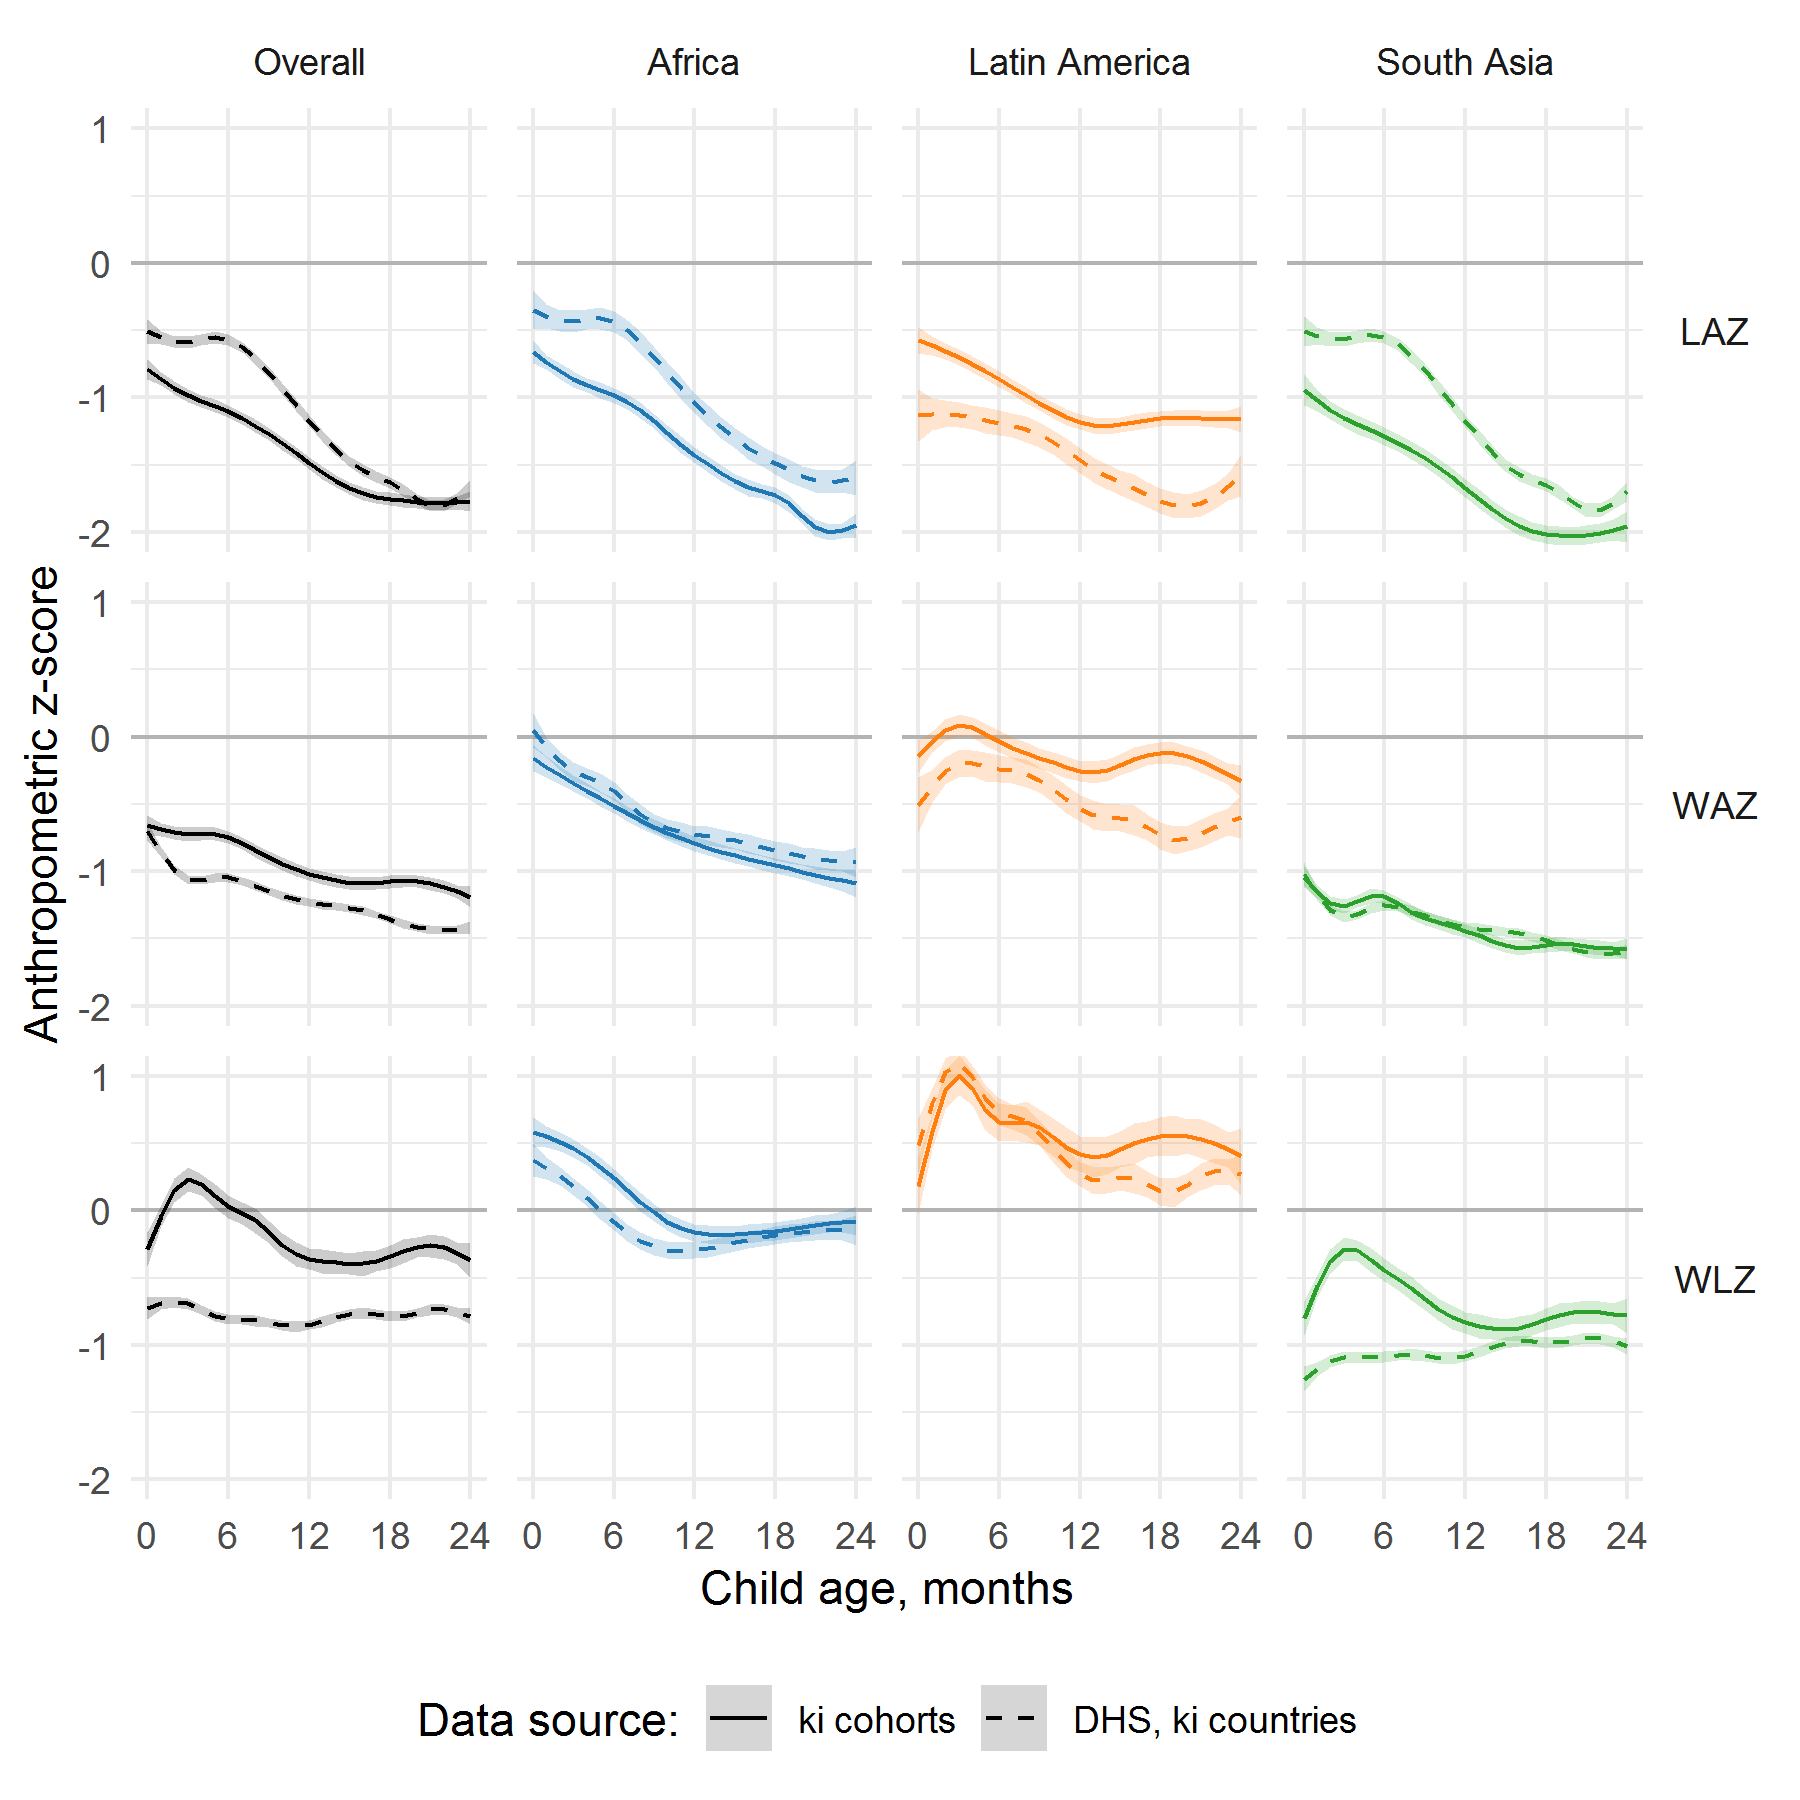 Overall Africa Latin America South Asia
1
0
-1
-2
LAZ
Anthropometric z-score
1
0
-1
-2
WAZ
1
0
-1
-2
WLZ
0 6 12 18 24 0 6 12 18 24 0 6 12 18 24 0 6 12 18 24
Child age, months
Data source: ki cohorts DHS, ki countries